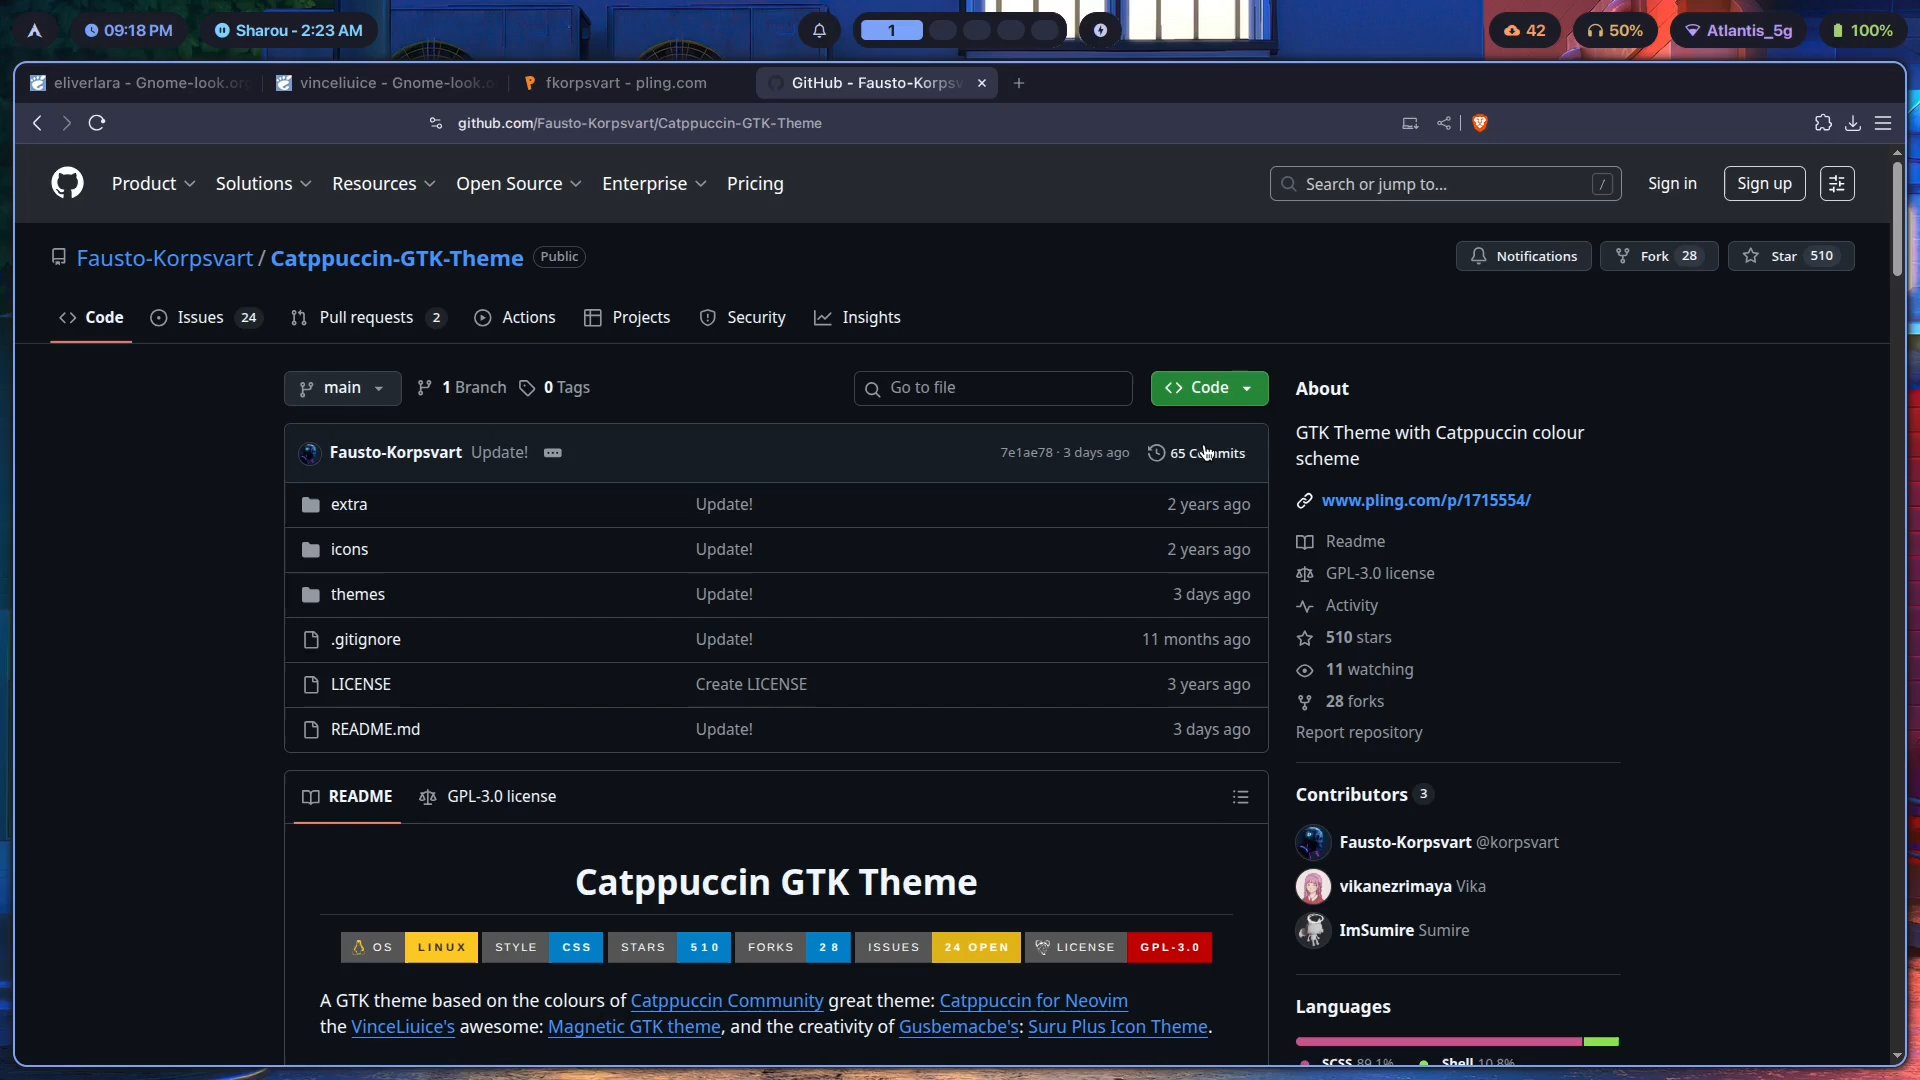 09:18 PM
Sharou - 2:23 AM
1
42
50%
Atlantis_5g
100%
eliverlara - Gnome-look.org
vinceliuice - Gnome-look.o
fkorpsvart - pling.com
GitHub - Fausto-Korpsv
github.com/Fausto-Korpsvart/Catppuccin-GTK-Theme
Product
Solutions
Resources
Open Source
Enterprise
Pricing
Search or jump to...
/
Sign in
Sign up
Fausto-Korpsvart / Catppuccin-GTK-Theme
Public
Notifications
Fork 28
Star 510
Code
Issues 24
Pull requests 2
Actions
Projects
Security
Insights
main
1 Branch
0 Tags
Go to file
Code
Fausto-Korpsvart Update!
7e1ae78 · 3 days ago
65 Commits
extra Update! 2 years ago
icons Update! 2 years ago
themes Update! 3 days ago
.gitignore Update! 11 months ago
LICENSE Create LICENSE 3 years ago
README.md Update! 3 days ago
README
GPL-3.0 license
Catppuccin GTK Theme
OS LINUX STYLE CSS STARS 510 FORKS 28 ISSUES 24 OPEN LICENSE GPL-3.0
A GTK theme based on the colours of Catppuccin Community great theme: Catppuccin for Neovim
the VinceLiuice's awesome: Magnetic GTK theme, and the creativity of Gusbemacbe's: Suru Plus Icon Theme.
About
GTK Theme with Catppuccin colour
scheme
www.pling.com/p/1715554/
Readme
GPL-3.0 license
Activity
510 stars
11 watching
28 forks
Report repository
Contributors 3
Fausto-Korpsvart @korpsvart
vikanezrimaya Vika
ImSumire Sumire
Languages
SCSS 89.1% Shell 10.8%